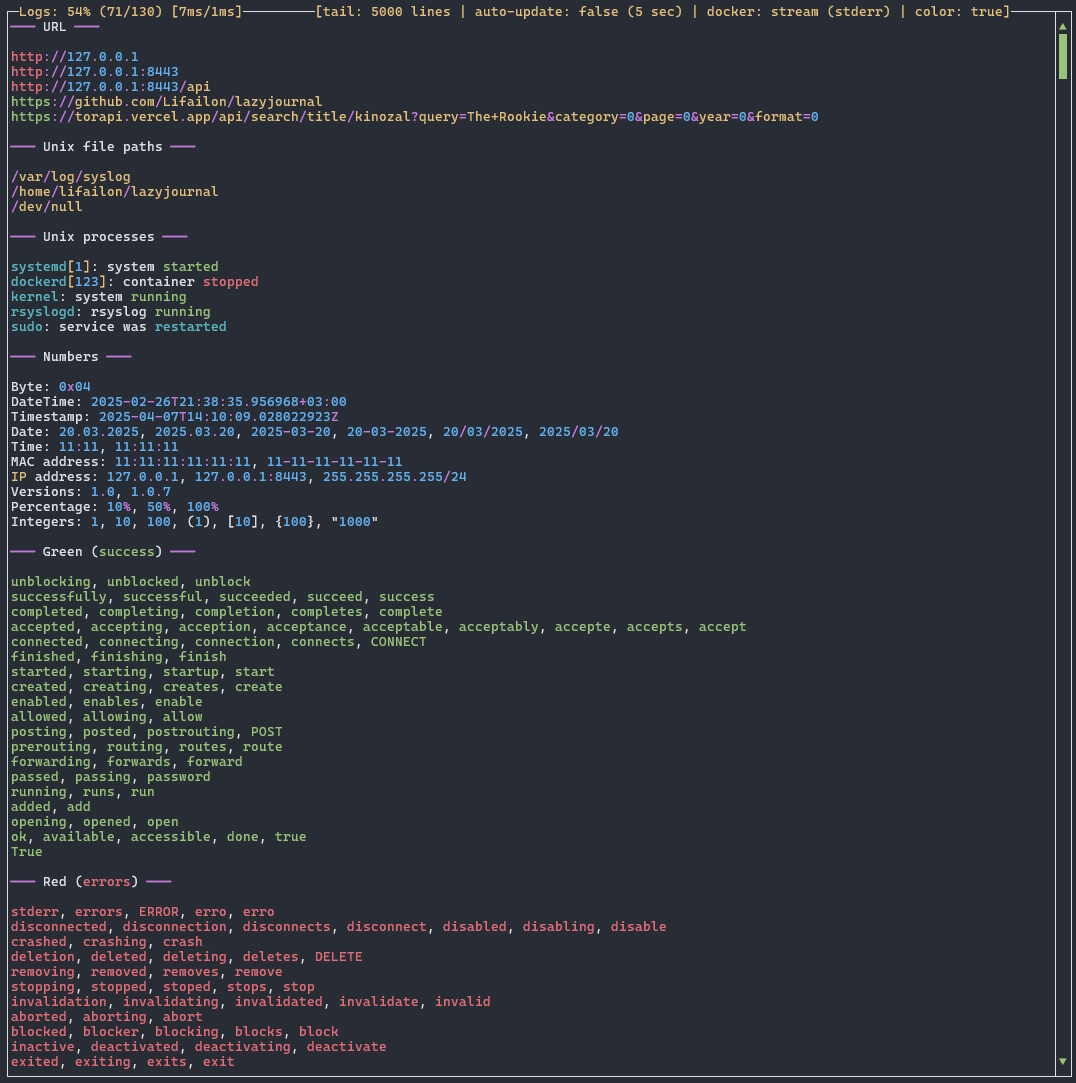 Logs: 54% (71/130) [7ms/1ms] [tail: 5000 lines | auto-update: false (5 sec) | docker: stream (stderr) | color: true]
── URL ──
http://127.0.0.1
http://127.0.0.1:8443
http://127.0.0.1:8443/api
https://github.com/Lifailon/lazyjournal
https://torapi.vercel.app/api/search/title/kinozal?query=The+Rookie&category=0&page=0&year=0&format=0
── Unix file paths ──
/var/log/syslog
/home/lifailon/lazyjournal
/dev/null
── Unix processes ──
systemd[1]: system started
dockerd[123]: container stopped
kernel: system running
rsyslogd: rsyslog running
sudo: service was restarted
── Numbers ──
Byte: 0x04
DateTime: 2025-02-26T21:38:35.956968+03:00
Timestamp: 2025-04-07T14:10:09.028022923Z
Date: 20.03.2025, 2025.03.20, 2025-03-20, 20-03-2025, 20/03/2025, 2025/03/20
Time: 11:11, 11:11:11
MAC address: 11:11:11:11:11:11, 11-11-11-11-11-11
IP address: 127.0.0.1, 127.0.0.1:8443, 255.255.255.255/24
Versions: 1.0, 1.0.7
Percentage: 10%, 50%, 100%
Integers: 1, 10, 100, (1), [10], {100}, "1000"
── Green (success) ──
unblocking, unblocked, unblock
successfully, successful, succeeded, succeed, success
completed, completing, completion, completes, complete
accepted, accepting, acception, acceptance, acceptable, acceptably, accepte, accepts, accept
connected, connecting, connection, connects, CONNECT
finished, finishing, finish
started, starting, startup, start
created, creating, creates, create
enabled, enables, enable
allowed, allowing, allow
posting, posted, postrouting, POST
prerouting, routing, routes, route
forwarding, forwards, forward
passed, passing, password
running, runs, run
added, add
opening, opened, open
ok, available, accessible, done, true
True
── Red (errors) ──
stderr, errors, ERROR, erro, erro
disconnected, disconnection, disconnects, disconnect, disabled, disabling, disable
crashed, crashing, crash
deletion, deleted, deleting, deletes, DELETE
removing, removed, removes, remove
stopping, stopped, stoped, stops, stop
invalidation, invalidating, invalidated, invalidate, invalid
aborted, aborting, abort
blocked, blocker, blocking, blocks, block
inactive, deactivated, deactivating, deactivate
exited, exiting, exits, exit